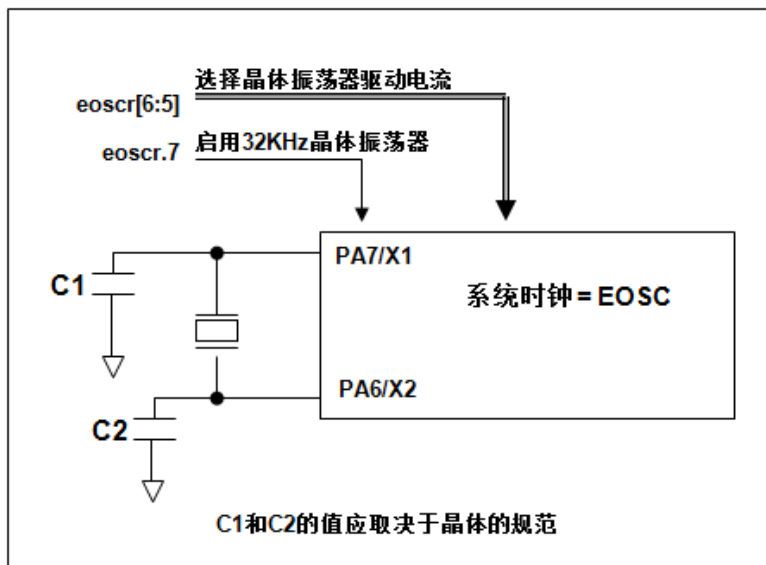 选择晶体振荡器驱动电流
eoscr[6:5]
启用32KHz晶体振荡器
eoscr.7
PA7/X1
C1
系统时钟 = EOSC
PA6/X2
C2
C1和C2的值应取决于晶体的规范